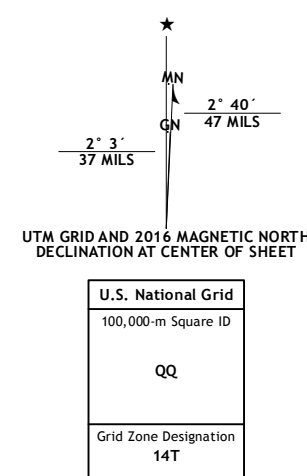 ★
MN
GN
2° 40´
47 MILS
2° 3´
37 MILS
UTM GRID AND 2016 MAGNETIC NORTH
DECLINATION AT CENTER OF SHEET
U.S. National Grid
100,000-m Square ID
QQ
Grid Zone Designation
14T